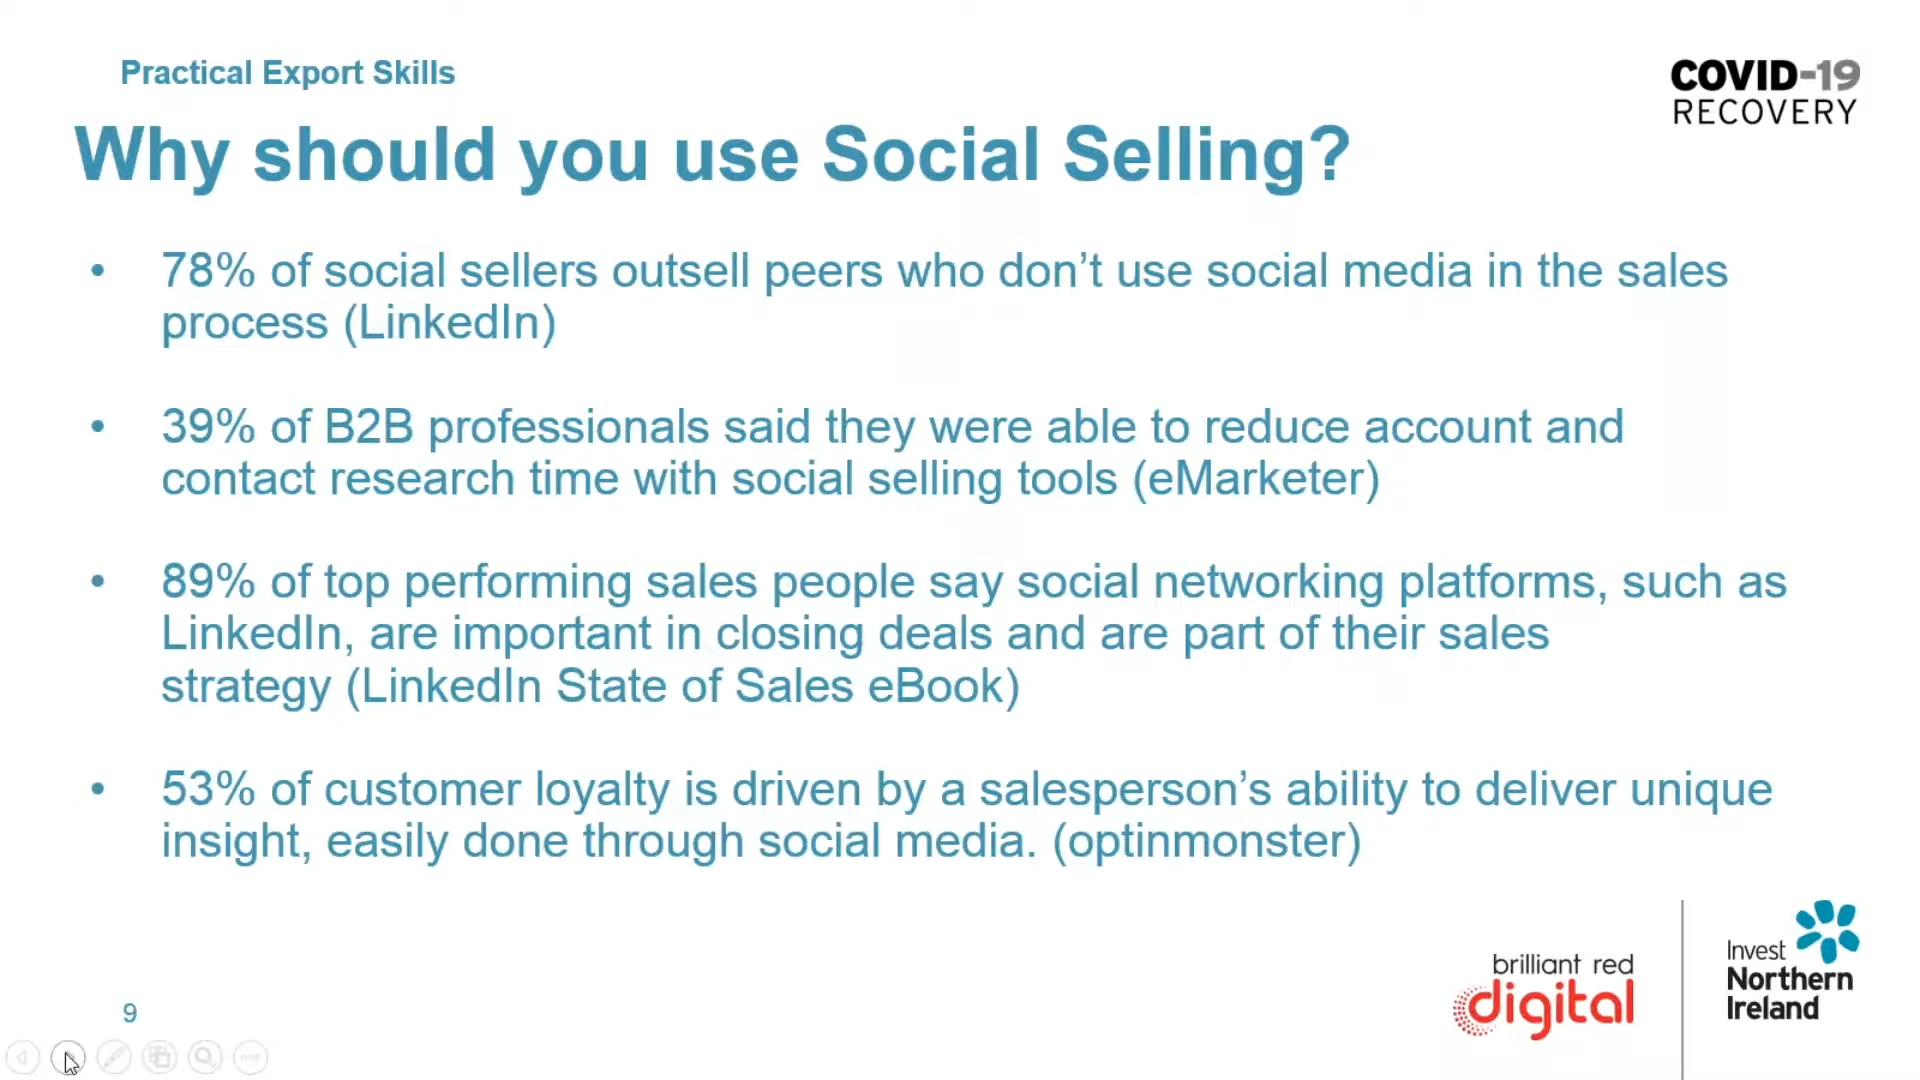 Practical Export Skills
COVID-19
RECOVERY
Why should you use Social Selling?
• 78% of social sellers outsell peers who don’t use social media in the sales
process (LinkedIn)
• 39% of B2B professionals said they were able to reduce account and
contact research time with social selling tools (eMarketer)
• 89% of top performing sales people say social networking platforms, such as
LinkedIn, are important in closing deals and are part of their sales
strategy (LinkedIn State of Sales eBook)
• 53% of customer loyalty is driven by a salesperson’s ability to deliver unique
insight, easily done through social media. (optinmonster)
brilliant red
digital
Invest
Northern
Ireland
9